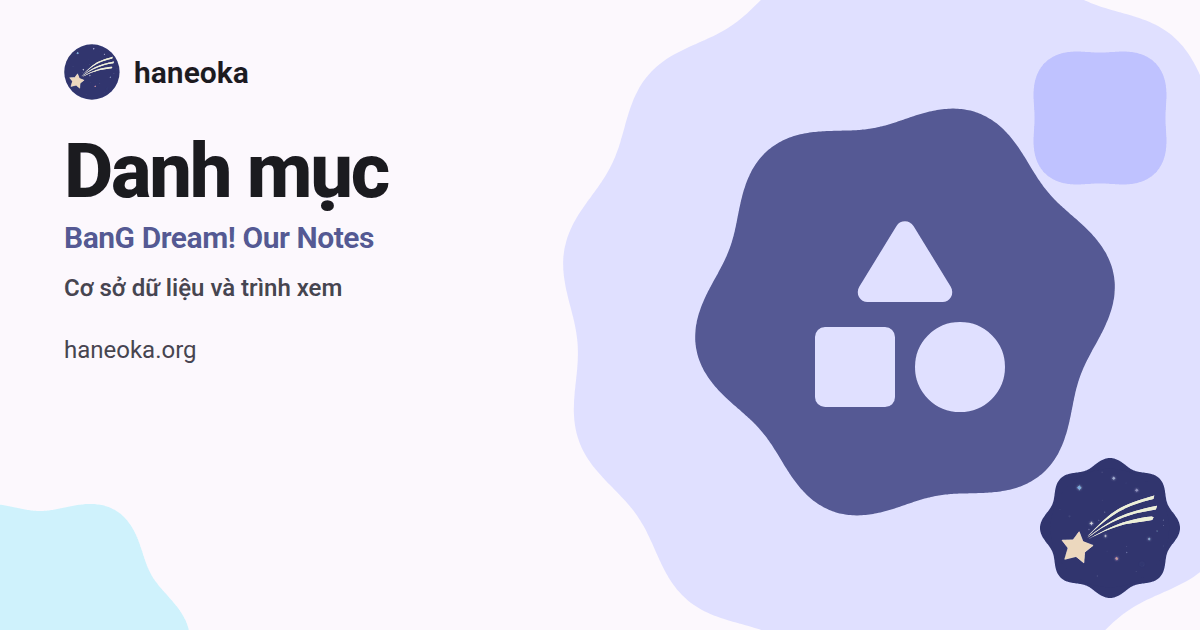 haneoka
Danh mục
BanG Dream! Our Notes
Cơ sở dữ liệu và trình xem
haneoka.org